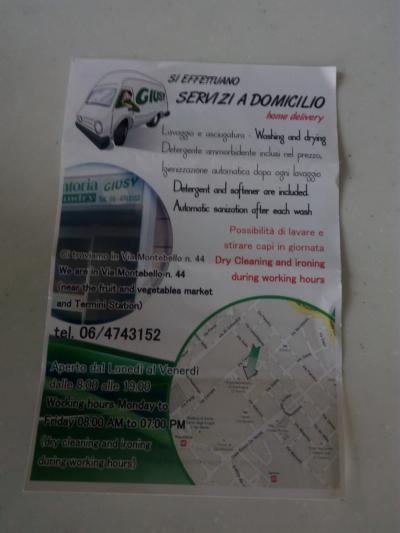 SI EFFETTUANO
SERVIZI A DOMICILIO
home delivery
GIUSY
Lavaggio e asciugatura - Washing and drying
Detergente ammorbidente inclusi nel prezzo,
Igienizzazione automatica dopo ogni lavaggio
Detergent and softener are included.
Automatic sanization after each wash
ntoria GIUSY
Possibilità di lavare e
stirare capi in giornata
Dry Cleaning and ironing
during working hours
Ci troviamo in Via Montebello n. 44
We are in Via Montebello n. 44
(near the fruit and vegetables market
and Termini Station)
tel. 06/4743152
Aperto dal Lunedì al Venerdì
dalle 8:00 alle 19:00
Working hours Monday to
Friday 08.00 AM to 07:00 PM
(dry cleaning and ironing
during working hours)